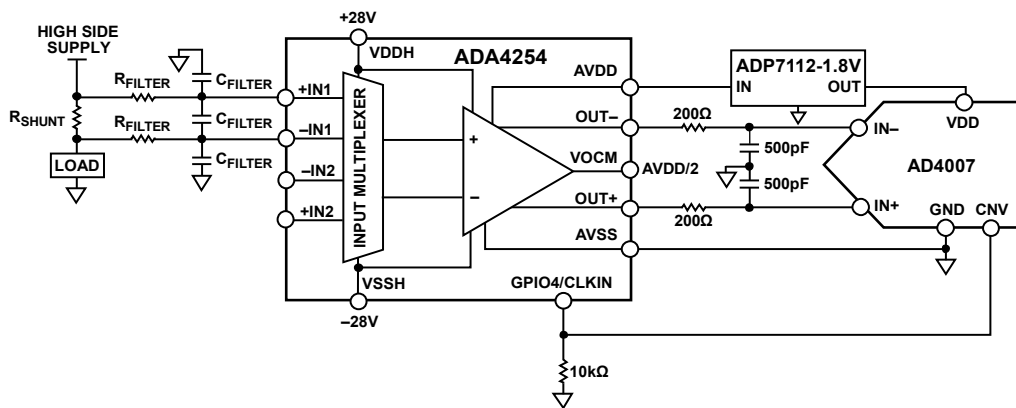 HIGH SIDE
SUPPLY
RFILTER
CFILTER
RSHUNT
RFILTER
CFILTER
CFILTER
LOAD
+28V
VDDH
ADA4254
+IN1
–IN1
–IN2
+IN2
INPUT MULTIPLEXER
+
–
VSSH
–28V
AVDD
OUT–
VOCM
OUT+
AVSS
GPIO4/CLKIN
10kΩ
ADP7112-1.8V
IN OUT
200Ω
500pF
AVDD/2
500pF
200Ω
IN–
VDD
AD4007
IN+
GND CNV